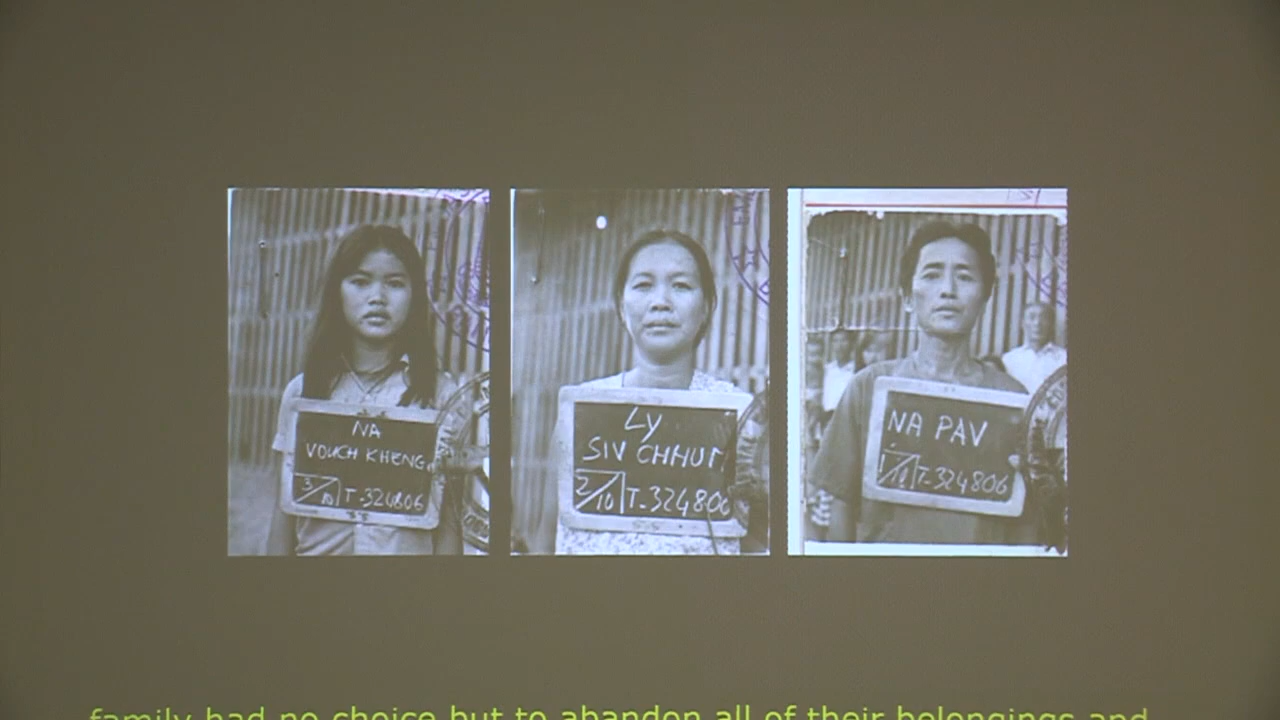 NA
VOUCH KHENG
3/10 T-324806
LY
SIV CHHUN
2/10 T-324806
NA PAV
1/10 T-324806
family had no choice but to abandon all of their belongings and